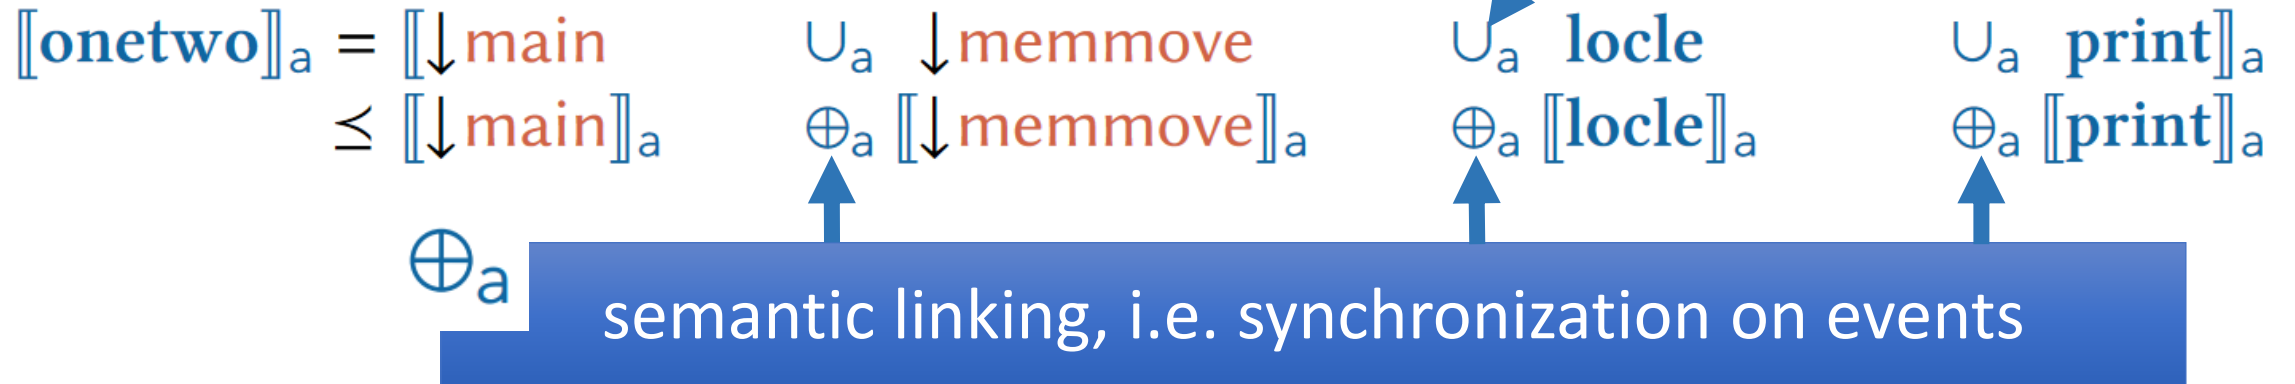 ⟦onetwo⟧ₐ = ⟦↓main ∪ₐ ↓memmove ∪ₐ locle ∪ₐ print⟧ₐ
⪯ ⟦↓main⟧ₐ ⊕ₐ ⟦↓memmove⟧ₐ ⊕ₐ ⟦locle⟧ₐ ⊕ₐ ⟦print⟧ₐ
⊕ₐ
semantic linking, i.e. synchronization on events